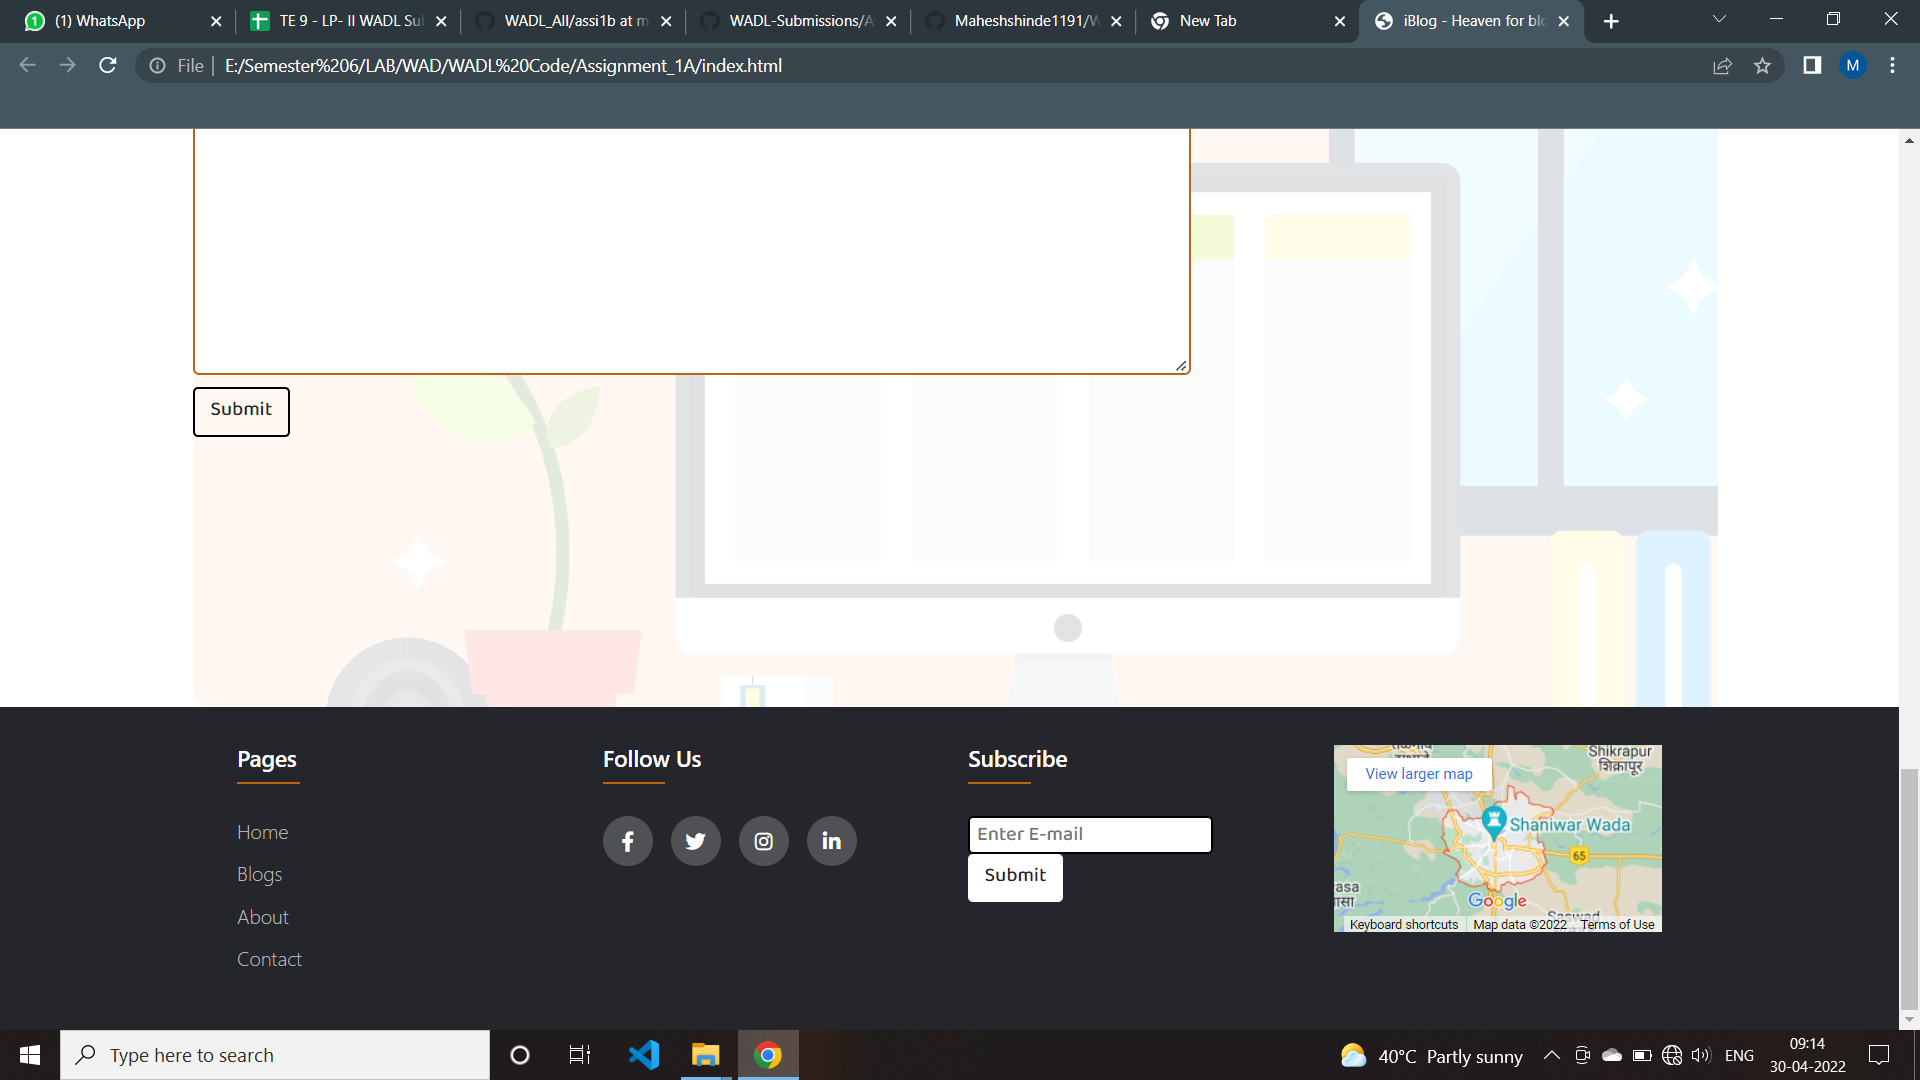 (1) WhatsApp
TE 9 - LP- II WADL Sub
WADL_All/assi1b at m
WADL-Submissions/A
Maheshshinde1191/W
New Tab
iBlog - Heaven for blo
File
E:/Semester%206/LAB/WAD/WADL%20Code/Assignment_1A/index.html
M
Submit
Pages
Home
Blogs
About
Contact
Follow Us
Subscribe
Enter E-mail
Submit
Shikrapur
शिक्रापूर
View larger map
Shaniwar Wada
65
Google
Saswad
Keyboard shortcuts
Map data ©2022
Terms of Use
Type here to search
40°C Partly sunny
ENG
09:14
30-04-2022